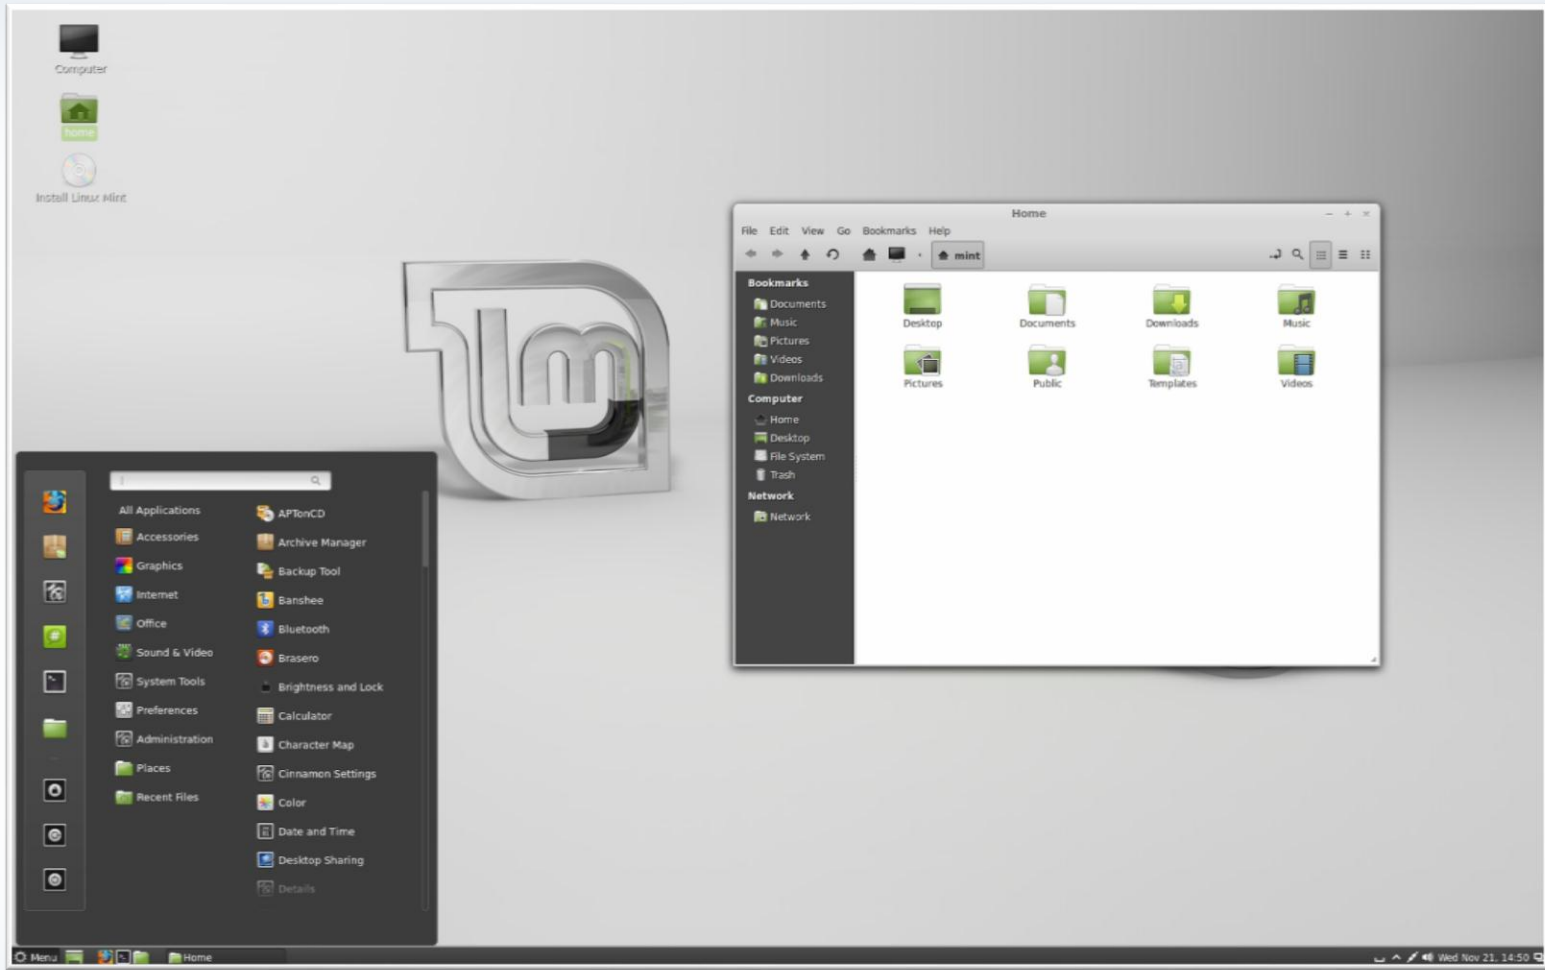 Computer
home
Install Linux Mint
Home
File Edit View Go Bookmarks Help
mint
Bookmarks
Documents
Music
Pictures
Videos
Downloads
Computer
Home
Desktop
File System
Trash
Network
Network
Desktop
Documents
Downloads
Music
Pictures
Public
Templates
Videos
All Applications
Accessories
Graphics
Internet
Office
Sound & Video
System Tools
Preferences
Administration
Places
Recent Files
APTonCD
Archive Manager
Backup Tool
Banshee
Bluetooth
Brasero
Brightness and Lock
Calculator
Character Map
Cinnamon Settings
Color
Date and Time
Desktop Sharing
Details
Menu
Home
Wed Nov 21, 14:50